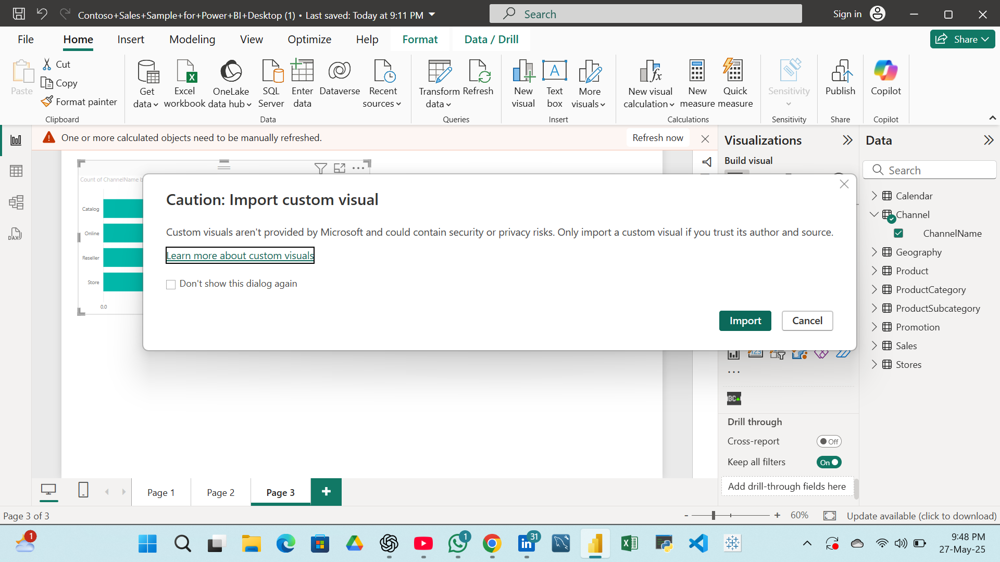 Contoso+Sales+Sample+for+Power+BI+Desktop (1) • Last saved: Today at 9:11 PM
Search
Sign in
File Home Insert Modeling View Optimize Help Format Data / Drill
Share
Paste
Cut
Copy
Format painter
Clipboard
Get data
Excel workbook
OneLake data hub
SQL Server
Enter data
Dataverse
Recent sources
Data
Transform data
Refresh
Queries
New visual
Text box
More visuals
Insert
New visual calculation
New measure
Quick measure
Calculations
Sensitivity
Sensitivity
Publish
Share
Copilot
Copilot
One or more calculated objects need to be manually refreshed.
Refresh now
Visualizations
Build visual
Data
Search
Calendar
Channel
ChannelName
Geography
Product
ProductCategory
ProductSubcategory
Promotion
Sales
Stores
Count of ChannelName b
Catalog
Online
Reseller
Store
0.0
Caution: Import custom visual
Custom visuals aren't provided by Microsoft and could contain security or privacy risks. Only import a custom visual if you trust its author and source.
Learn more about custom visuals
Don't show this dialog again
Import
Cancel
Drill through
Cross-report
Off
Keep all filters
On
Add drill-through fields here
Page 1
Page 2
Page 3
Page 3 of 3
60%
Update available (click to download)
1
1
31
9:48 PM
27-May-25
DAX